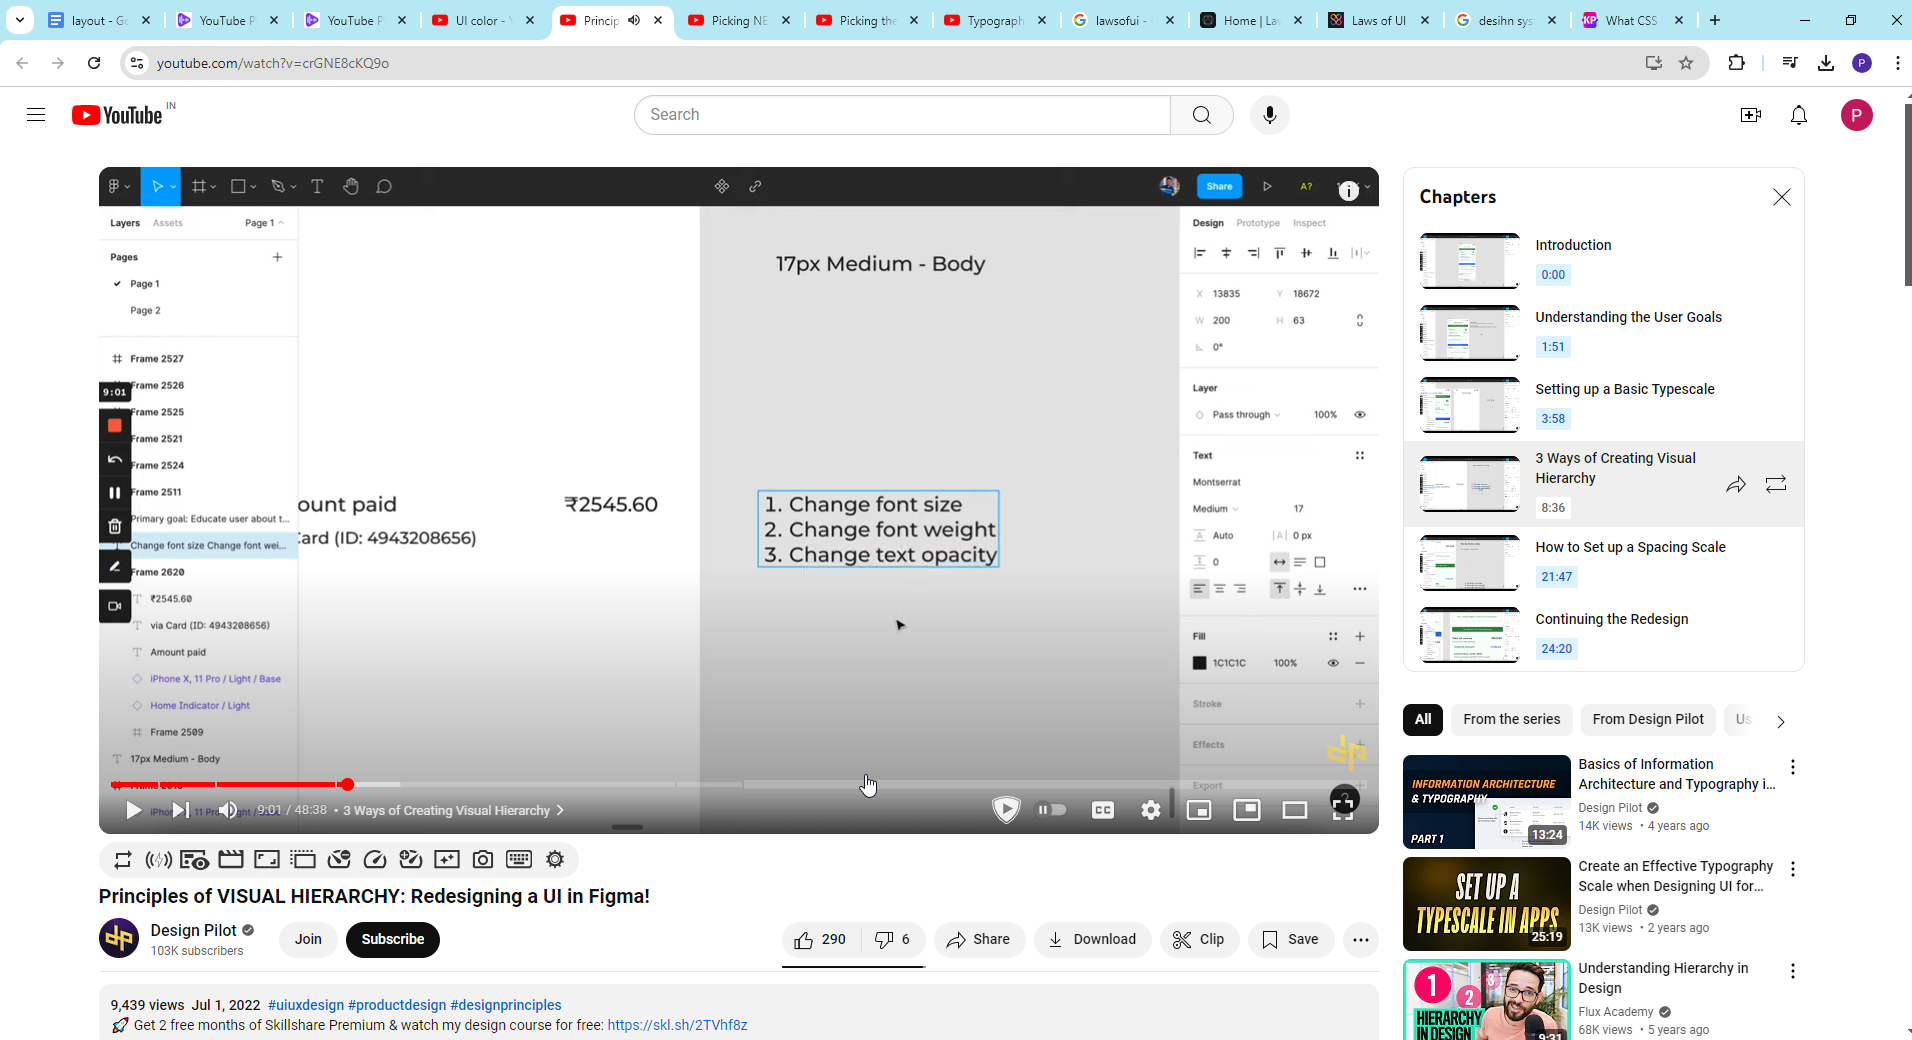 layout - Go
YouTube P
YouTube P
UI color - Y
Princip
Picking NE
Picking the
Typograph
lawsofui -
Home | Lav
Laws of UI
desihn sys
What CSS
youtube.com/watch?v=crGNE8cKQ9o
YouTube IN
Search
P
Layers Assets Page 1
Share
A?
Pages
Page 1
Page 2
Frame 2527
Frame 2526
9:01
Frame 2525
Frame 2521
Frame 2524
Frame 2511
Primary goal: Educate user about t...
Change font size Change font wei...
Frame 2620
₹2545.60
via Card (ID: 4943208656)
Amount paid
iPhone X, 11 Pro / Light / Base
Home Indicator / Light
Frame 2509
17px Medium - Body
17px Medium - Body
ount paid ₹2545.60
Card (ID: 4943208656)
1. Change font size
2. Change font weight
3. Change text opacity
Design Prototype Inspect
X 13835 Y 18672
W 200 H 63
0°
Layer
Pass through 100%
Text
Montserrat
Medium 17
Auto |A| 0 px
0
Fill
1C1C1C 100%
Stroke
Effects
Export
9:01 / 48:38 • 3 Ways of Creating Visual Hierarchy
CC
Principles of VISUAL HIERARCHY: Redesigning a UI in Figma!
Design Pilot
103K subscribers
Join
Subscribe
290
6
Share
Download
Clip
Save
9,439 views Jul 1, 2022 #uiuxdesign #productdesign #designprinciples
🚀 Get 2 free months of Skillshare Premium & watch my design course for free: https://skl.sh/2TVhf8z
Chapters
Introduction
0:00
Understanding the User Goals
1:51
Setting up a Basic Typescale
3:58
3 Ways of Creating Visual
Hierarchy
8:36
How to Set up a Spacing Scale
21:47
Continuing the Redesign
24:20
All
From the series
From Design Pilot
Us
INFORMATION ARCHITECTURE
& TYPOGRAPHY
PART 1
13:24
Basics of Information
Architecture and Typography i...
Design Pilot
14K views • 4 years ago
SET UP A
TYPESCALE IN APPS
25:19
Create an Effective Typography
Scale when Designing UI for...
Design Pilot
13K views • 2 years ago
1
2
3
HIERARCHY
IN DESIGN
9:31
Understanding Hierarchy in
Design
Flux Academy
68K views • 5 years ago